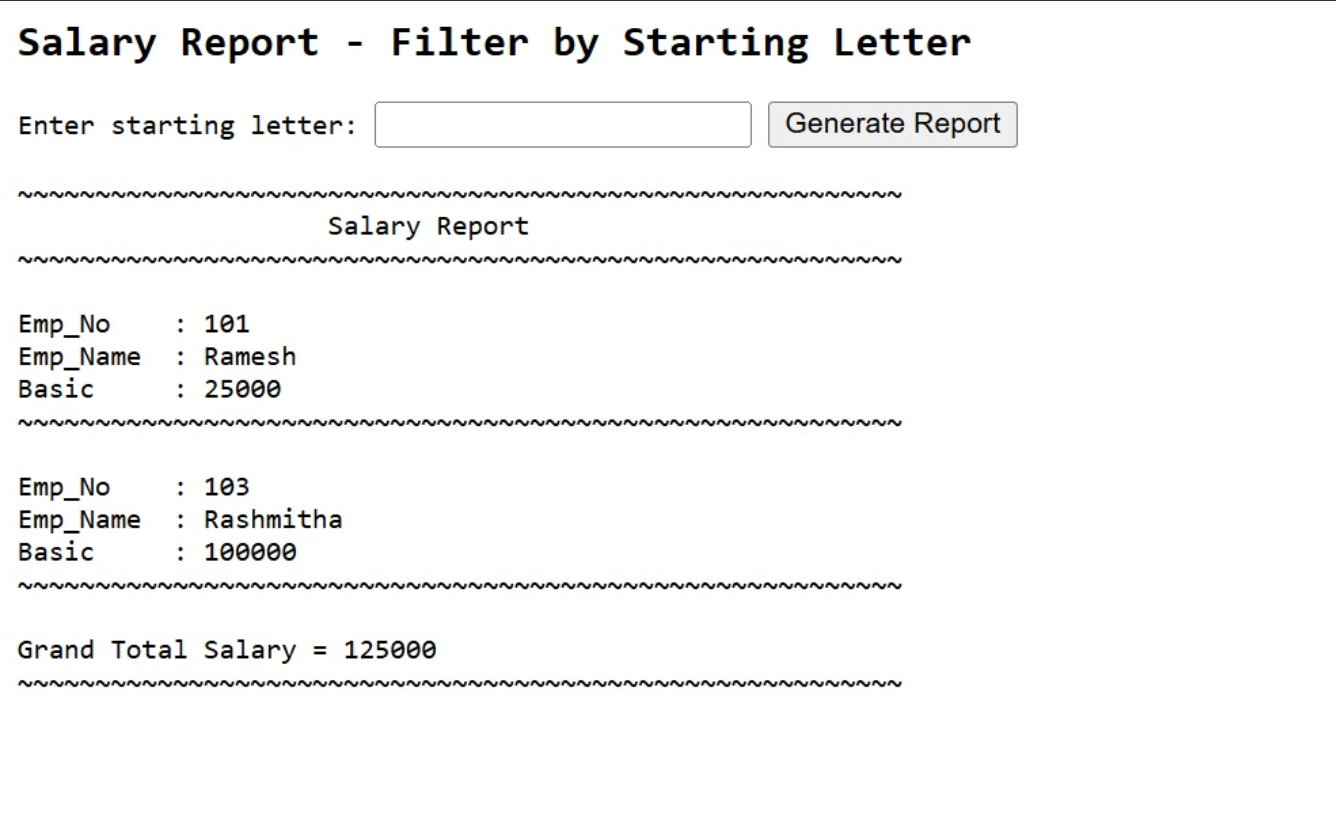 Salary Report - Filter by Starting Letter
Enter starting letter: Generate Report
~~~~~~~~~~~~~~~~~~~~~~~~~~~~~~~~~~~~~~~~~~~~~~~~~~~~~~~~~
Salary Report
~~~~~~~~~~~~~~~~~~~~~~~~~~~~~~~~~~~~~~~~~~~~~~~~~~~~~~~~~
Emp_No : 101
Emp_Name : Ramesh
Basic : 25000
~~~~~~~~~~~~~~~~~~~~~~~~~~~~~~~~~~~~~~~~~~~~~~~~~~~~~~~~~
Emp_No : 103
Emp_Name : Rashmitha
Basic : 100000
~~~~~~~~~~~~~~~~~~~~~~~~~~~~~~~~~~~~~~~~~~~~~~~~~~~~~~~~~
Grand Total Salary = 125000
~~~~~~~~~~~~~~~~~~~~~~~~~~~~~~~~~~~~~~~~~~~~~~~~~~~~~~~~~